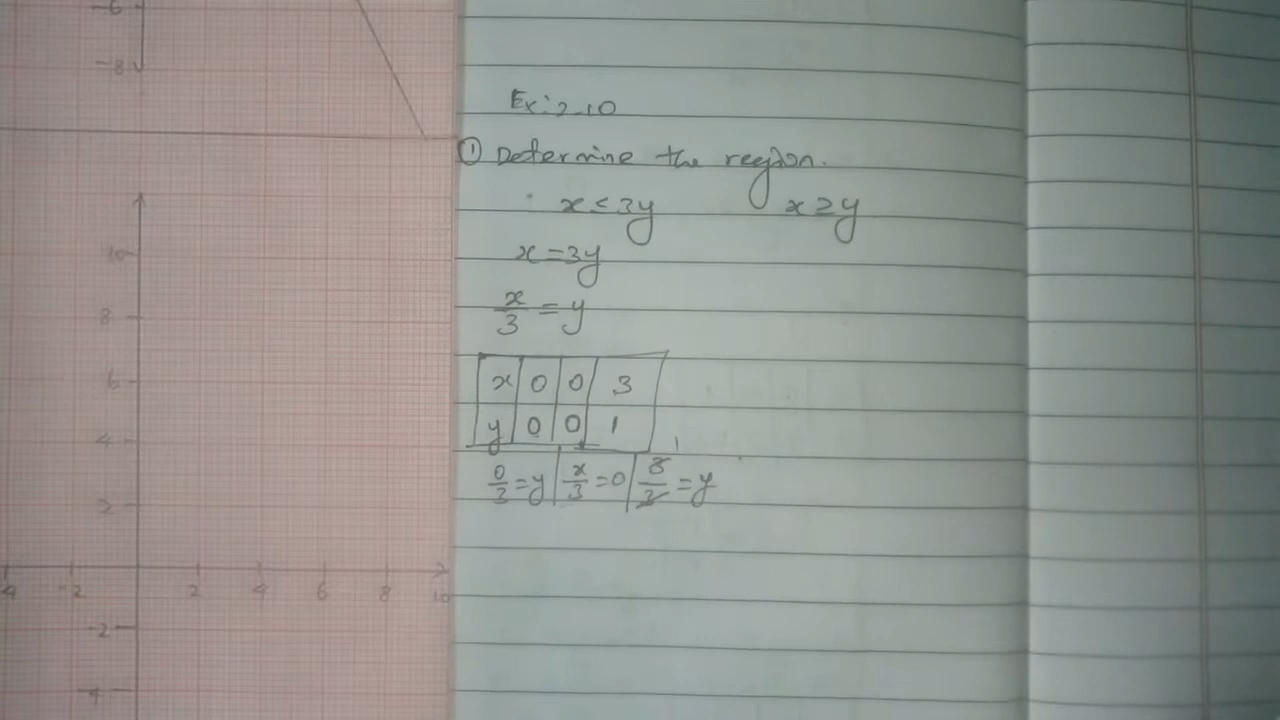 -6
-8
Ex: 2.10
① Determine the region.
x ≤ 3y x ≥ y
x = 3y
x/3 = y
x 0 0 3
y 0 0 1
0/3 = y | x/3 = 0 | 3/3 = y
1
10
8
6
4
2
-4 -2 2 4 6 8 10
-2
-4